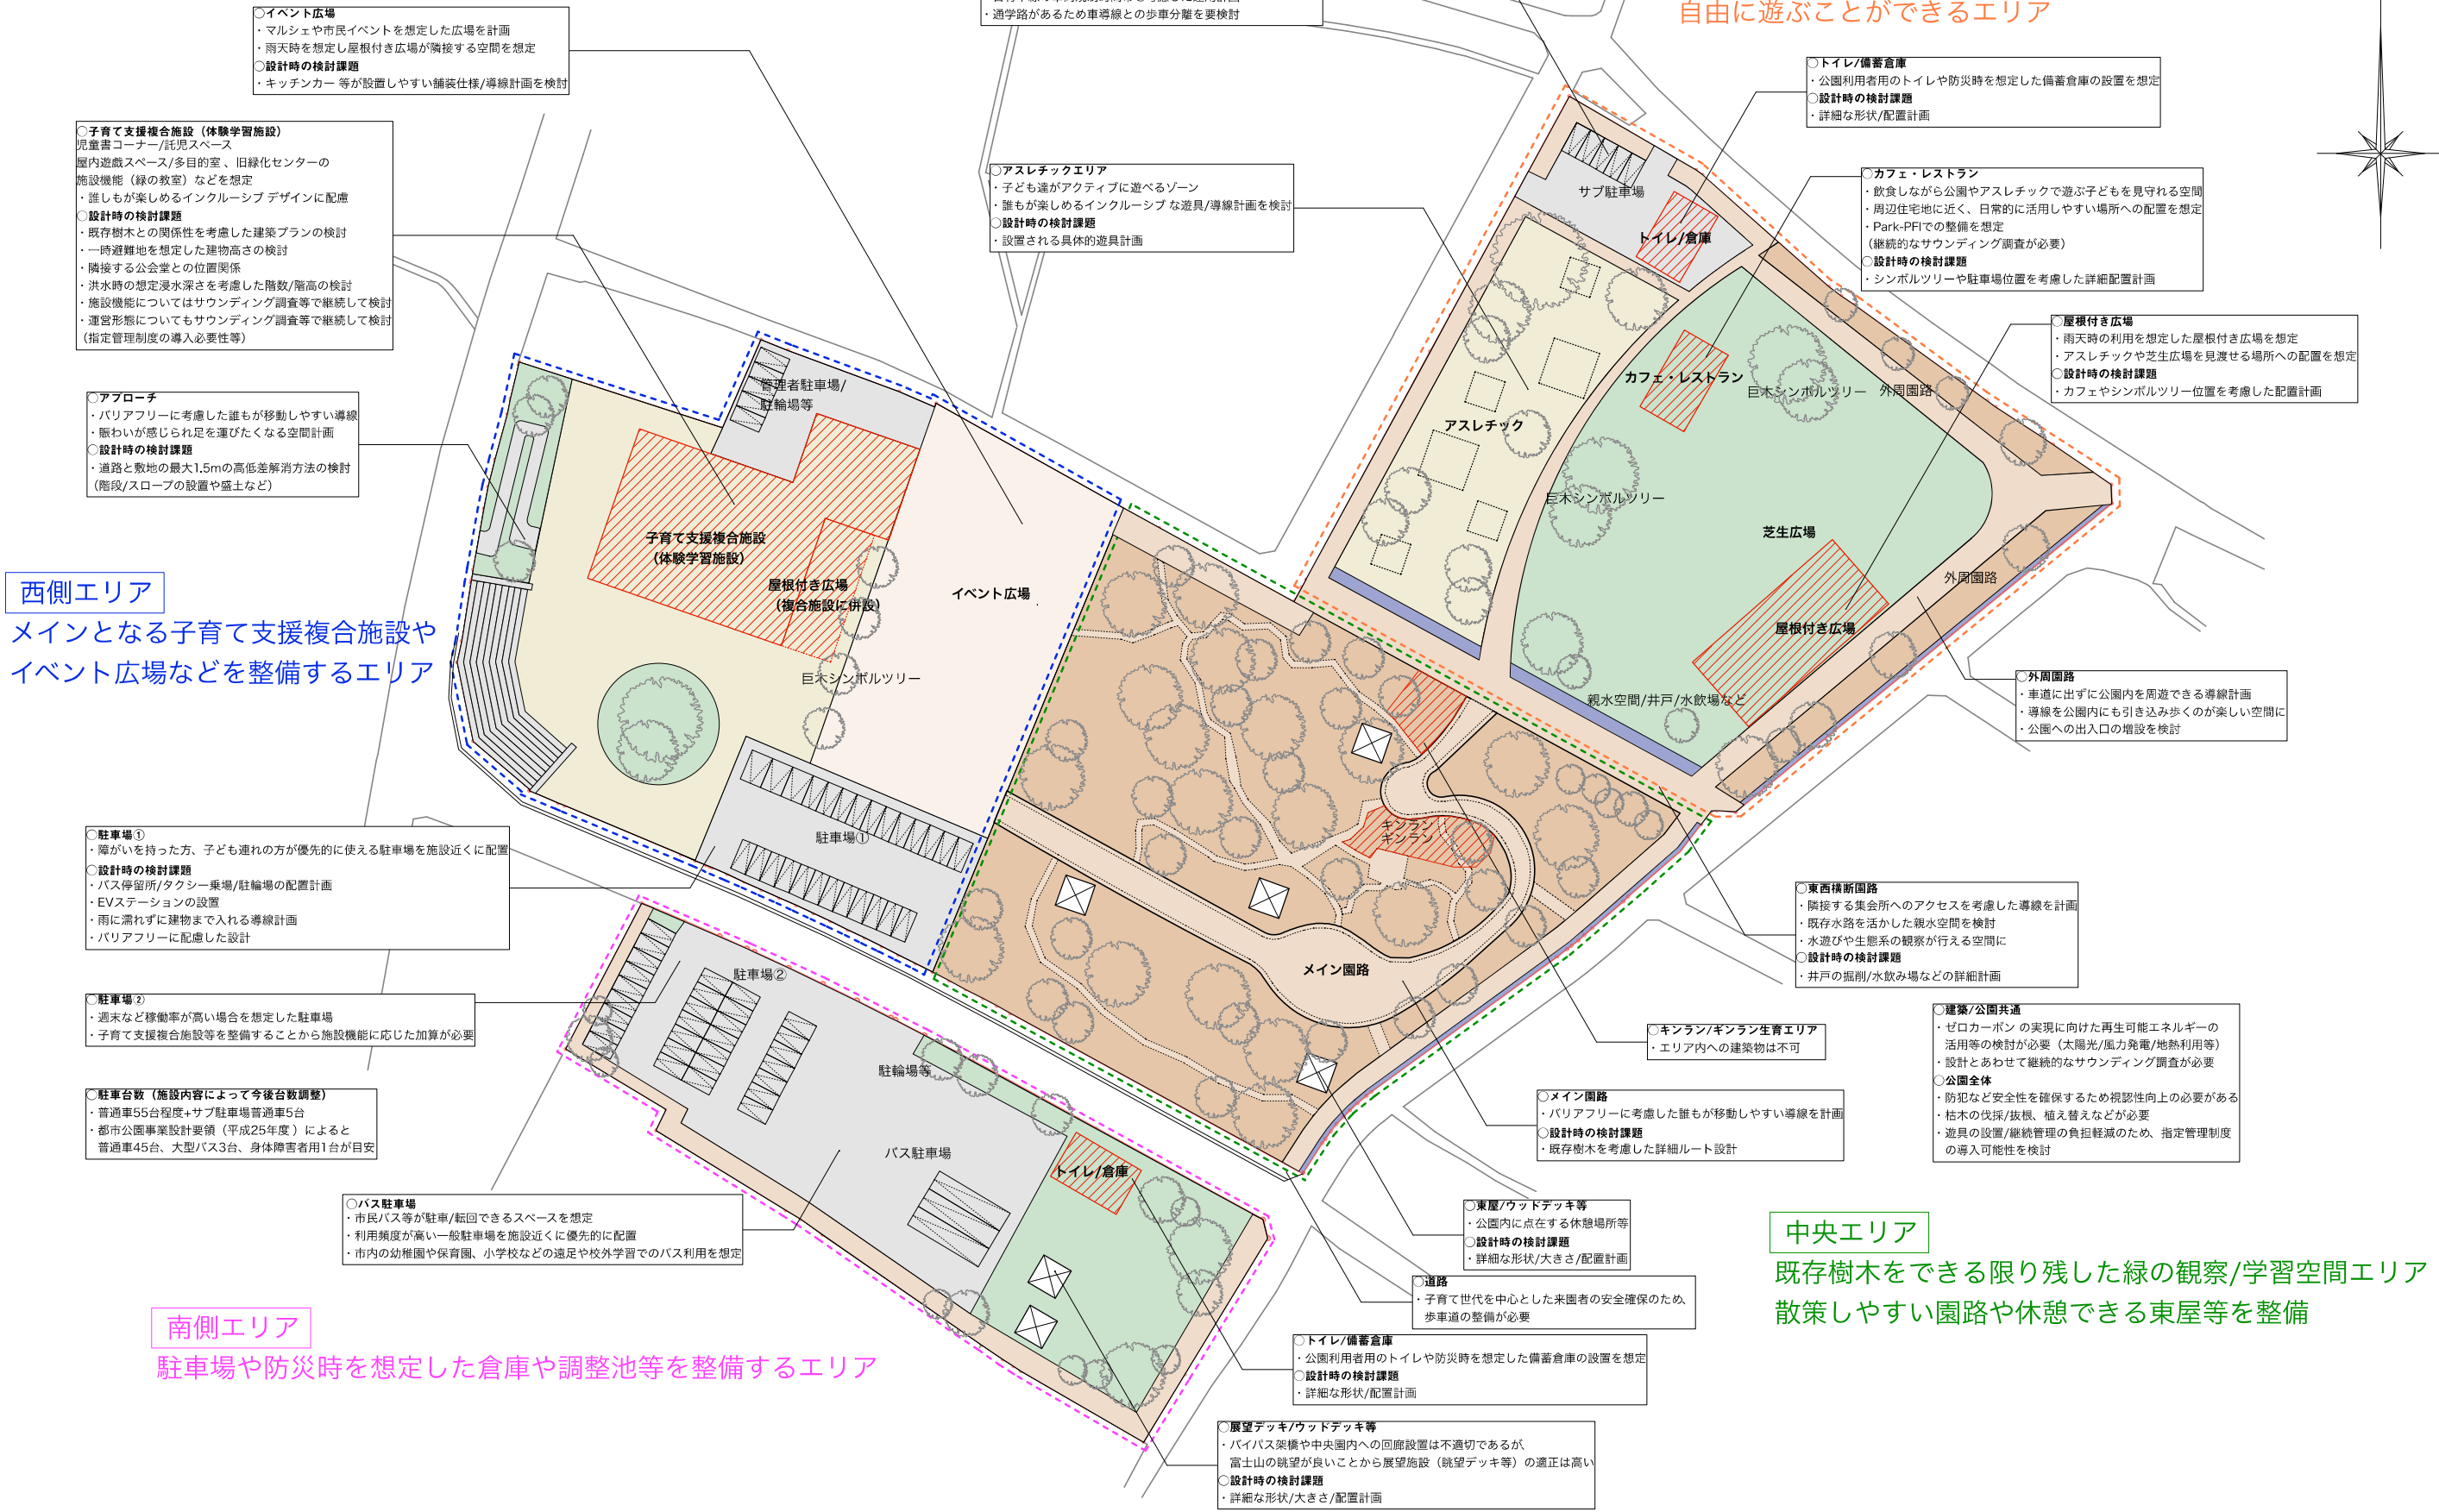 ○イベント広場
・マルシェや市民イベントを想定した広場を計画
・雨天時を想定し屋根付き広場が隣接する空間を想定
○設計時の検討課題
・キッチンカー 等が設置しやすい舗装仕様/導線計画を検討
・通学路があるため車導線との歩車分離を要検討
自由に遊ぶことができるエリア
○トイレ/備蓄倉庫
・公園利用者用のトイレや防災時を想定した備蓄倉庫の設置を想定
○設計時の検討課題
・詳細な形状/配置計画
○子育て支援複合施設（体験学習施設）
児童書コーナー/託児スペース
屋内遊戯スペース/多目的室 、旧緑化センターの
施設機能（緑の教室）などを想定
・誰しもが楽しめるインクルーシブ デザインに配慮
○設計時の検討課題
・既存樹木との関係性を考慮した建築プランの検討
・一時避難地を想定した建物高さの検討
・隣接する公会堂との位置関係
・洪水時の想定浸水深さを考慮した階数/階高の検討
・施設機能についてはサウンディング調査等で継続して検討
・運営形態についてもサウンディング調査等で継続して検討
（指定管理制度の導入必要性等）
○アスレチックエリア
・子ども達がアクティブに遊べるゾーン
・誰もが楽しめるインクルーシブ な遊具/導線計画を検討
○設計時の検討課題
・設置される具体的遊具計画
○カフェ・レストラン
・飲食しながら公園やアスレチックで遊ぶ子どもを見守れる空間
・周辺住宅地に近く、日常的に活用しやすい場所への配置を想定
・Park-PFIでの整備を想定
（継続的なサウンディング調査が必要）
○設計時の検討課題
・シンボルツリーや駐車場位置を考慮した詳細配置計画
○屋根付き広場
・雨天時の利用を想定した屋根付き広場を想定
・アスレチックや芝生広場を見渡せる場所への配置を想定
○設計時の検討課題
・カフェやシンボルツリー位置を考慮した配置計画
○アプローチ
・バリアフリーに考慮した誰もが移動しやすい導線
・賑わいが感じられ足を運びたくなる空間計画
○設計時の検討課題
・道路と敷地の最大1.5mの高低差解消方法の検討
（階段/スロープの設置や盛土など）
サブ駐車場
トイレ/倉庫
管理者駐車場/
駐輪場等
カフェ・レストラン
巨木シンボルツリー
外周園路
アスレチック
巨木シンボルツリー
芝生広場
子育て支援複合施設
（体験学習施設）
屋根付き広場
（複合施設に併設）
イベント広場
外周園路
屋根付き広場
巨木シンボルツリー
親水空間/井戸/水飲場など
西側エリア
メインとなる子育て支援複合施設や
イベント広場などを整備するエリア
○外周園路
・車道に出ずに公園内を周遊できる導線計画
・導線を公園内にも引き込み歩くのが楽しい空間に
・公園への出入口の増設を検討
○駐車場①
・障がいを持った方、子ども連れの方が優先的に使える駐車場を施設近くに配置
○設計時の検討課題
・バス停留所/タクシー乗場/駐輪場の配置計画
・EVステーションの設置
・雨に濡れずに建物まで入れる導線計画
・バリアフリーに配慮した設計
駐車場①
キンラン
ギンラン
メイン園路
○東西横断園路
・隣接する集会所へのアクセスを考慮した導線を計画
・既存水路を活かした親水空間を検討
・水遊びや生態系の観察が行える空間に
○設計時の検討課題
・井戸の掘削/水飲み場などの詳細計画
○駐車場②
・週末など稼働率が高い場合を想定した駐車場
・子育て支援複合施設等を整備することから施設機能に応じた加算が必要
駐車場②
駐輪場等
バス駐車場
トイレ/倉庫
○キンラン/ギンラン生育エリア
・エリア内への建築物は不可
○建築/公園共通
・ゼロカーボン の実現に向けた再生可能エネルギーの
活用等の検討が必要（太陽光/風力発電/地熱利用等）
・設計とあわせて継続的なサウンディング調査が必要
○公園全体
・防犯など安全性を確保するため視認性向上の必要がある
・枯木の伐採/抜根、植え替えなどが必要
・遊具の設置/継続管理の負担軽減のため、指定管理制度
の導入可能性を検討
○駐車台数（施設内容によって今後台数調整）
・普通車55台程度+サブ駐車場普通車5台
・都市公園事業設計要領（平成25年度 ）によると
普通車45台、大型バス3台、身体障害者用1台が目安
○メイン園路
・バリアフリーに考慮した誰もが移動しやすい導線を計画
○設計時の検討課題
・既存樹木を考慮した詳細ルート設計
○バス駐車場
・市民バス等が駐車/転回できるスペースを想定
・利用頻度が高い一般駐車場を施設近くに優先的に配置
・市内の幼稚園や保育園、小学校などの遠足や校外学習でのバス利用を想定
○東屋/ウッドデッキ等
・公園内に点在する休憩場所等
○設計時の検討課題
・詳細な形状/大きさ/配置計画
中央エリア
既存樹木をできる限り残した緑の観察/学習空間エリア
散策しやすい園路や休憩できる東屋等を整備
○道路
・子育て世代を中心とした来園者の安全確保のため、
歩車道の整備が必要
南側エリア
駐車場や防災時を想定した倉庫や調整池等を整備するエリア
○トイレ/備蓄倉庫
・公園利用者用のトイレや防災時を想定した備蓄倉庫の設置を想定
○設計時の検討課題
・詳細な形状/配置計画
○展望デッキ/ウッドデッキ等
・バイパス架橋や中央園内への回廊設置は不適切であるが、
富士山の眺望が良いことから展望施設（眺望デッキ等）の適正は高い
○設計時の検討課題
・詳細な形状/大きさ/配置計画